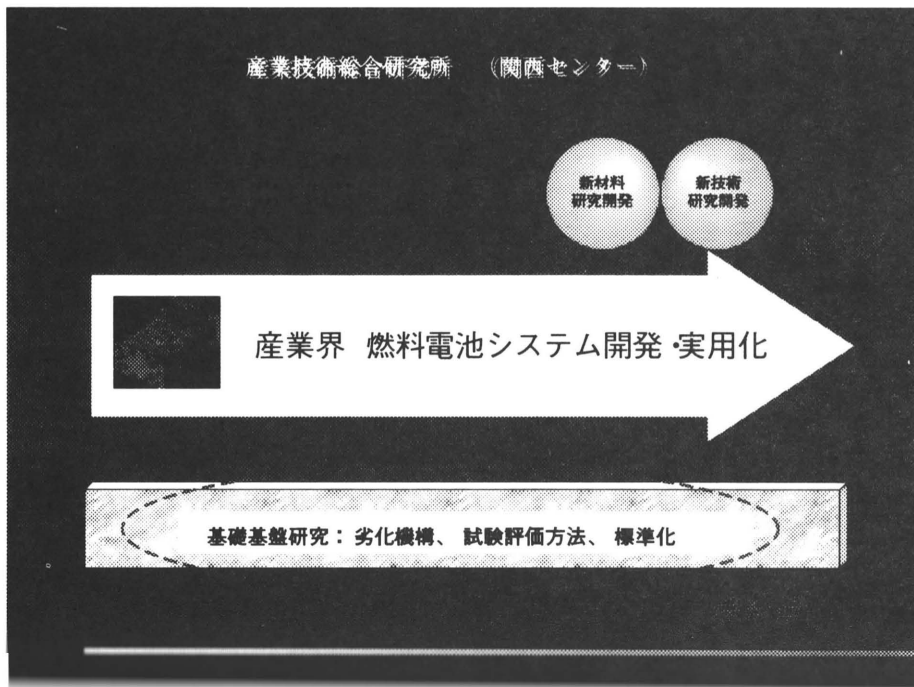 産業技術総合研究所 （関西センター）
新材料
研究開発
新技術
研究開発
産業界 燃料電池システム開発・実用化
基礎基盤研究：劣化機構、試験評価方法、標準化